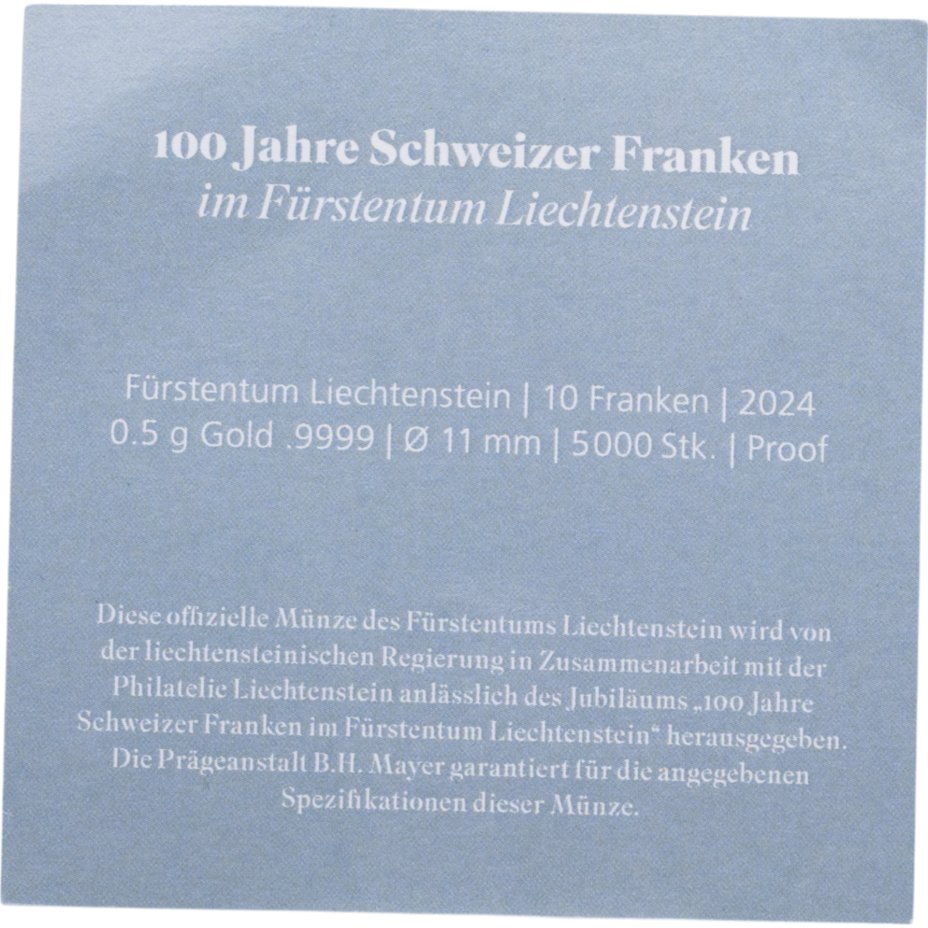 100 Jahre Schweizer Franken
im Fürstentum Liechtenstein
Fürstentum Liechtenstein | 10 Franken | 2024
0.5 g Gold .9999 | Ø 11 mm | 5000 Stk. | Proof
Diese offizielle Münze des Fürstentums Liechtenstein wird von
der liechtensteinischen Regierung in Zusammenarbeit mit der
Philatelie Liechtenstein anlässlich des Jubiläums „100 Jahre
Schweizer Franken im Fürstentum Liechtenstein“ herausgegeben.
Die Prägeanstalt B.H. Mayer garantiert für die angegebenen
Spezifikationen dieser Münze.